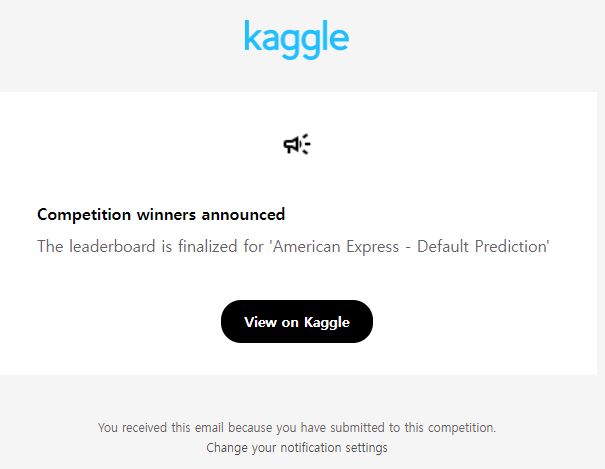 kaggle
Competition winners announced
The leaderboard is finalized for 'American Express - Default Prediction'
View on Kaggle
You received this email because you have submitted to this competition.
Change your notification settings